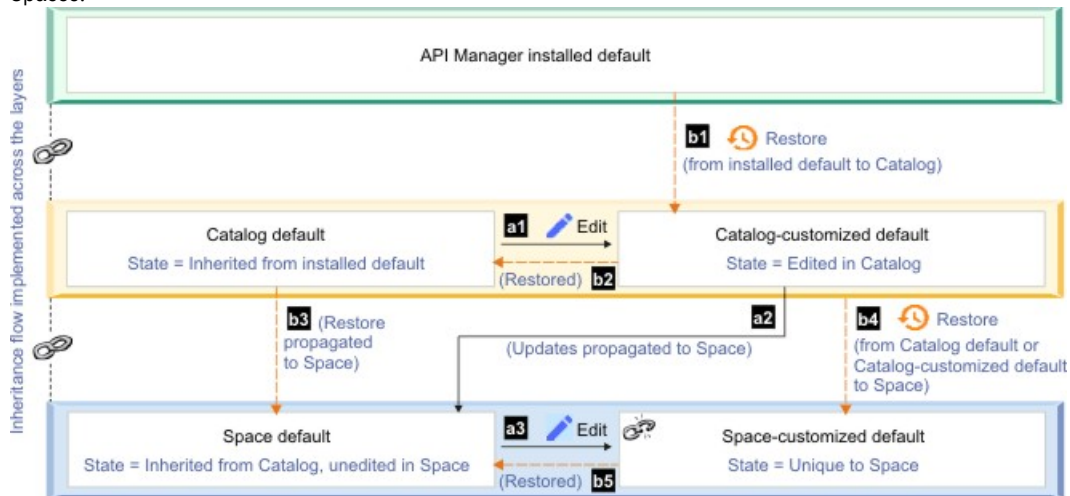 spaces.
API Manager installed default
Inheritance flow implemented across the layers
b1 Restore
(from installed default to Catalog)
Catalog default
State = Inherited from installed default
a1 Edit
(Restored) b2
Catalog-customized default
State = Edited in Catalog
b3 (Restore
propagated
to Space)
a2
(Updates propagated to Space)
b4 Restore
(from Catalog default or
Catalog-customized default
to Space)
Space default
State = Inherited from Catalog, unedited in Space
a3 Edit
(Restored) b5
Space-customized default
State = Unique to Space